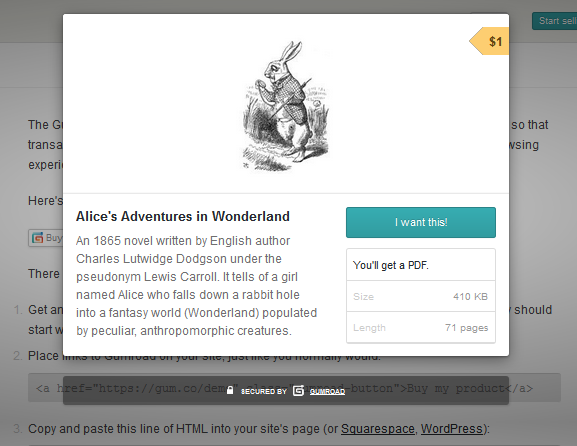 Start sell
$1
The Gu
so that
transa
wsing
experie
Here's
Alice's Adventures in Wonderland
I want this!
An 1865 novel written by English author
Charles Lutwidge Dodgson under the
pseudonym Lewis Carroll. It tells of a girl
named Alice who falls down a rabbit hole
into a fantasy world (Wonderland) populated
by peculiar, anthropomorphic creatures.
You'll get a PDF.
Size 410 KB
Length 71 pages
Buy
There
1. Get an
y should
start w
2. Place links to Gumroad on your site, just like you normally would:
<a href="https://gum.co/demo" >Buy my product</a>
SECURED BY GUMROAD
3. Copy and paste this line of HTML into your site's page (or Squarespace, WordPress):